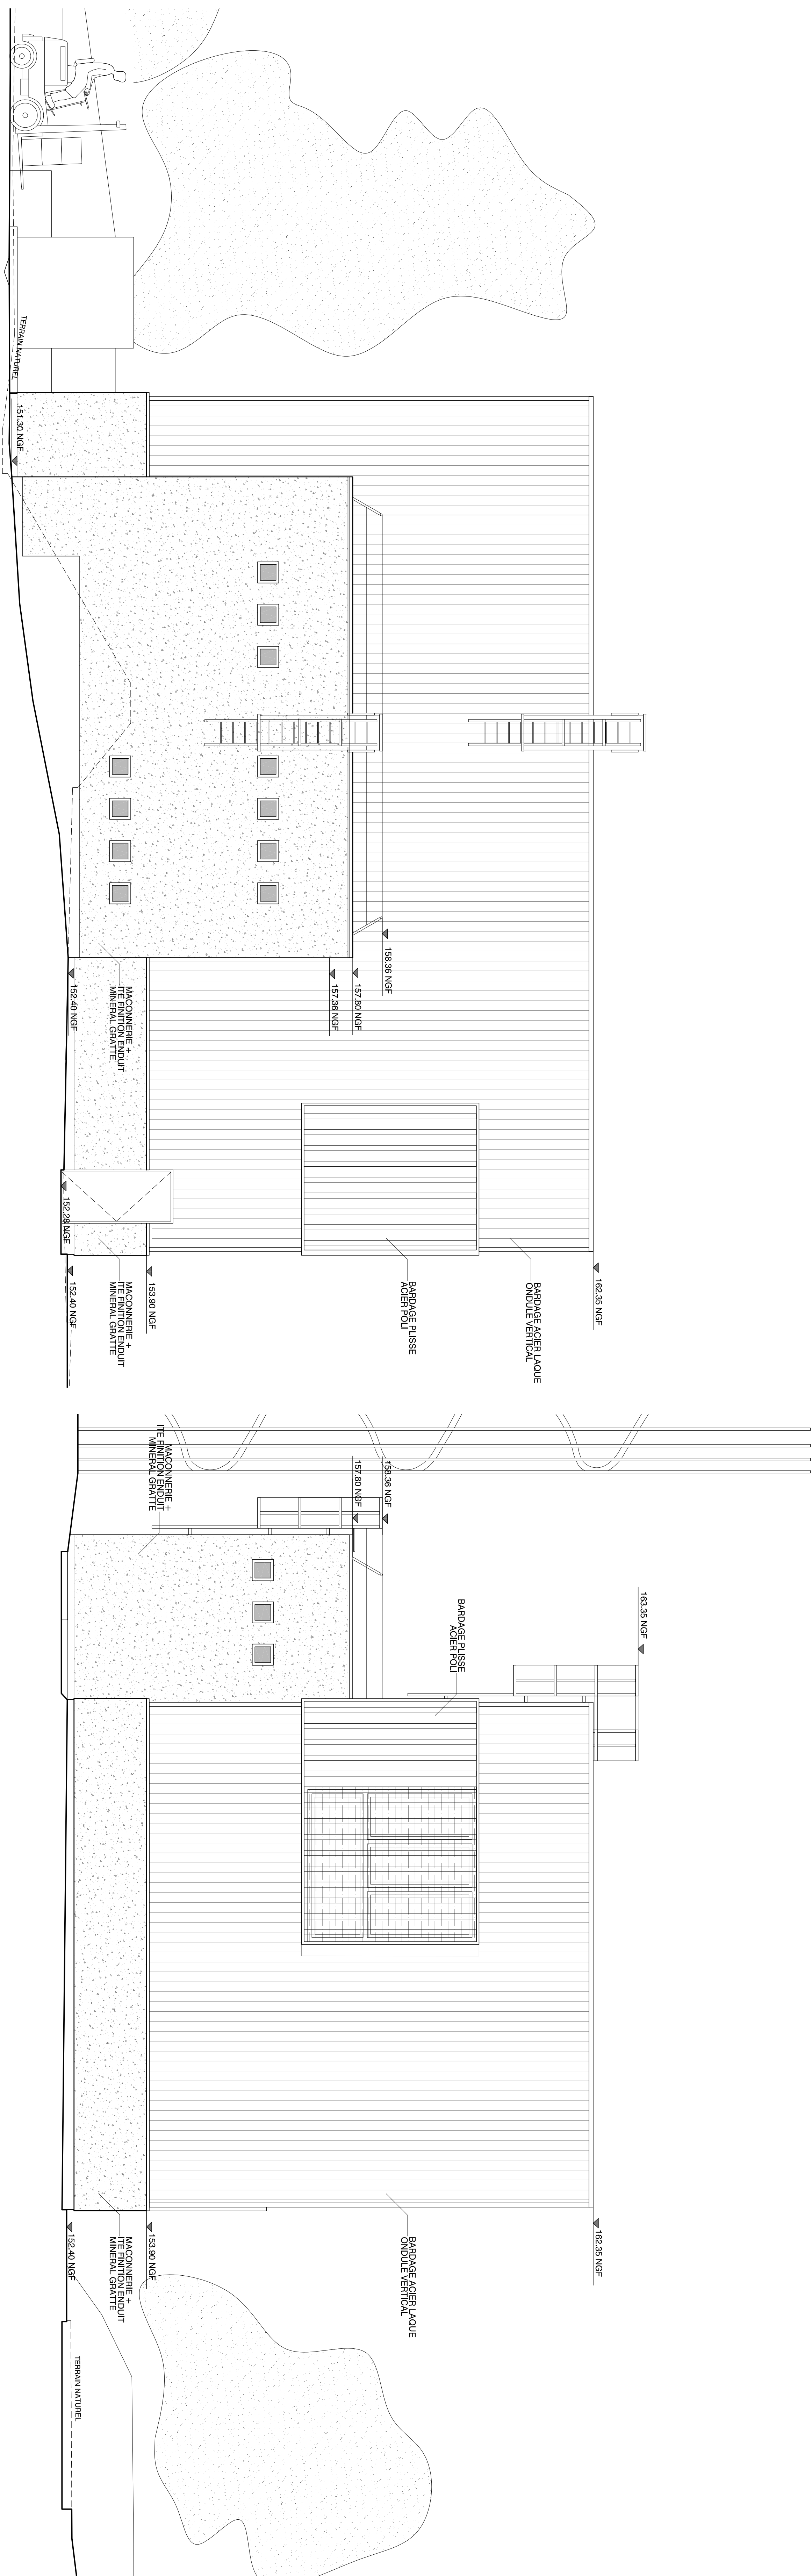 TERRAIN NATUREL
151.30 NGF
158.36 NGF
157.80 NGF
157.36 NGF
MACONNERIE +
ITE FINITION ENDUIT
MINERAL GRATTE
152.40 NGF
162.35 NGF
BARDAGE ACIER LAQUE
ONDULE VERTICAL
BARDAGE PLISSE
ACIER POLI
153.90 NGF
MACONNERIE +
ITE FINITION ENDUIT
MINERAL GRATTE
152.28 NGF
152.40 NGF
MACONNERIE +
ITE FINITION ENDUIT
MINERAL GRATTE
158.36 NGF
157.80 NGF
163.35 NGF
BARDAGE PLISSE
ACIER POLI
162.35 NGF
BARDAGE ACIER LAQUE
ONDULE VERTICAL
153.90 NGF
MACONNERIE +
ITE FINITION ENDUIT
MINERAL GRATTE
152.40 NGF
TERRAIN NATUREL